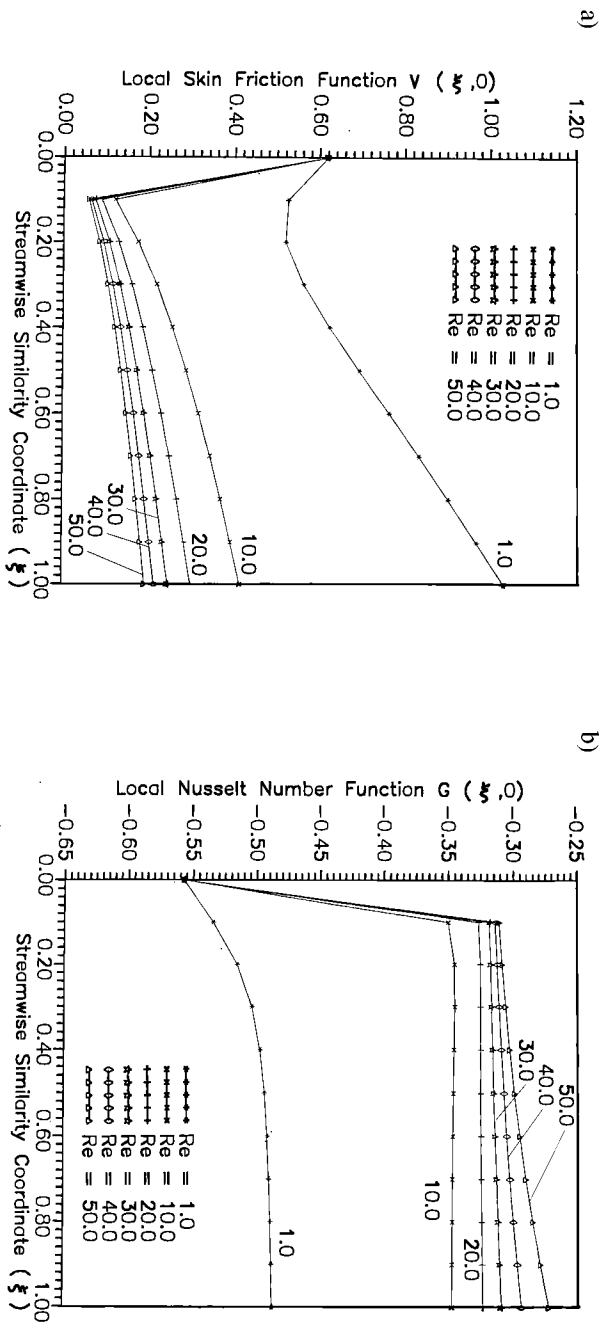 a)
Local Skin Friction Function V ( ξ ,0)
1.20
1.00
0.80
0.60
0.40
0.20
0.00
Re = 1.0
Re = 10.0
Re = 20.0
Re = 30.0
Re = 40.0
Re = 50.0
1.0
10.0
20.0
30.0
40.0
50.0
0.00 0.20 0.40 0.60 0.80 1.00
Streamwise Similarity Coordinate ( ξ )
b)
Local Nusselt Number Function G ( ξ ,0)
−0.25
−0.30
−0.35
−0.40
−0.45
−0.50
−0.55
−0.60
−0.65
50.0
40.0
30.0
20.0
10.0
1.0
Re = 1.0
Re = 10.0
Re = 20.0
Re = 30.0
Re = 40.0
Re = 50.0
0.00 0.20 0.40 0.60 0.80 1.00
Streamwise Similarity Coordinate ( ξ )